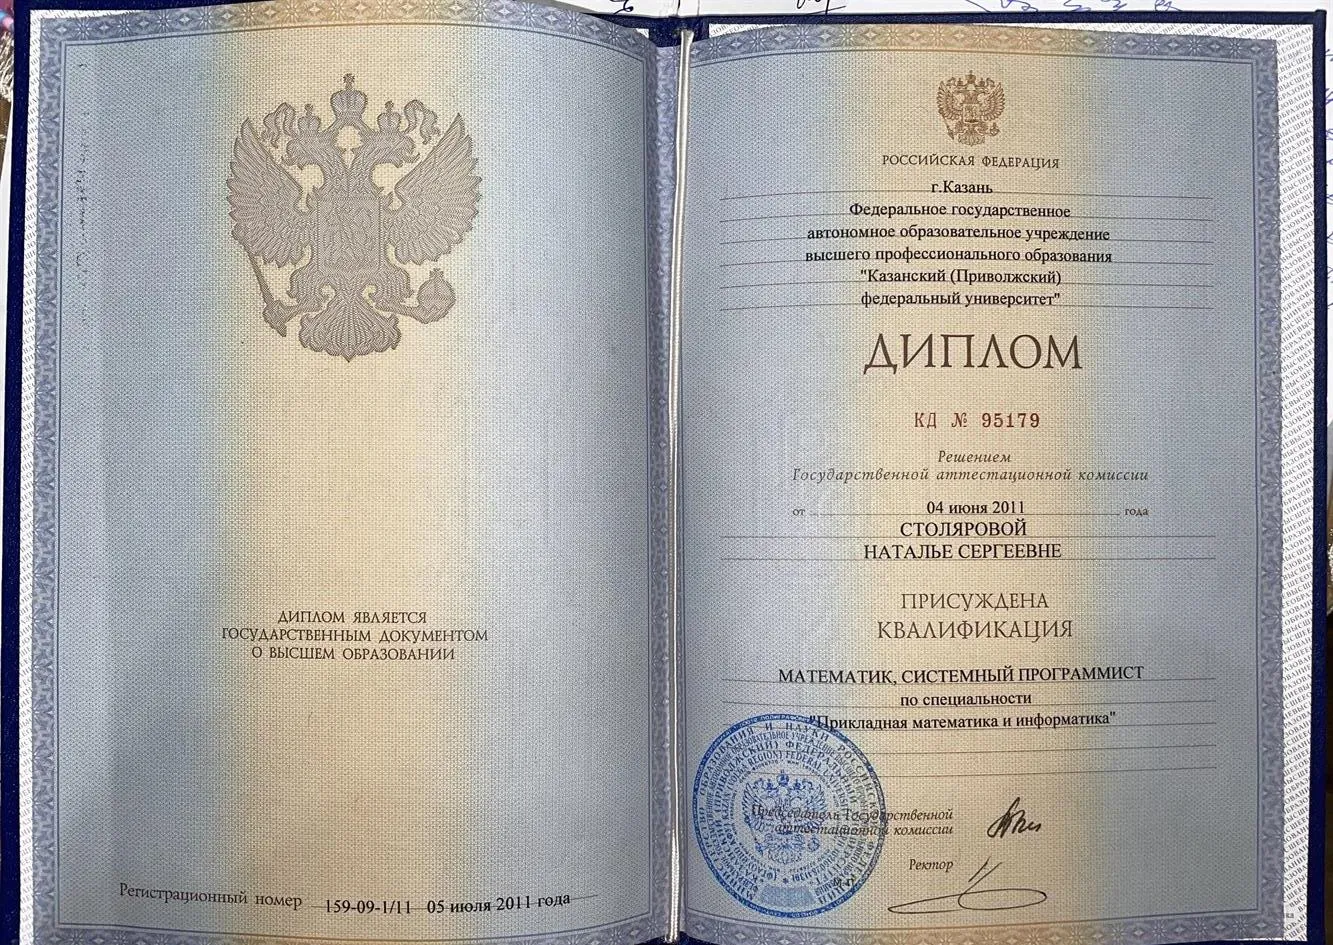 ДИПЛОМ ЯВЛЯЕТСЯ
ГОСУДАРСТВЕННЫМ ДОКУМЕНТОМ
О ВЫСШЕМ ОБРАЗОВАНИИ
Регистрационный номер 159-09-1/11 05 июля 2011 года
РОССИЙСКАЯ ФЕДЕРАЦИЯ
г.Казань
Федеральное государственное
автономное образовательное учреждение
высшего профессионального образования
"Казанский (Приволжский)
федеральный университет"
ДИПЛОМ
КД № 95179
Решением
Государственной аттестационной комиссии
от 04 июня 2011 года
СТОЛЯРОВОЙ
НАТАЛЬЕ СЕРГЕЕВНЕ
ПРИСУЖДЕНА
КВАЛИФИКАЦИЯ
МАТЕМАТИК, СИСТЕМНЫЙ ПРОГРАММИСТ
по специальности
"Прикладная математика и информатика"
Председатель Государственной
аттестационной комиссии
Ректор